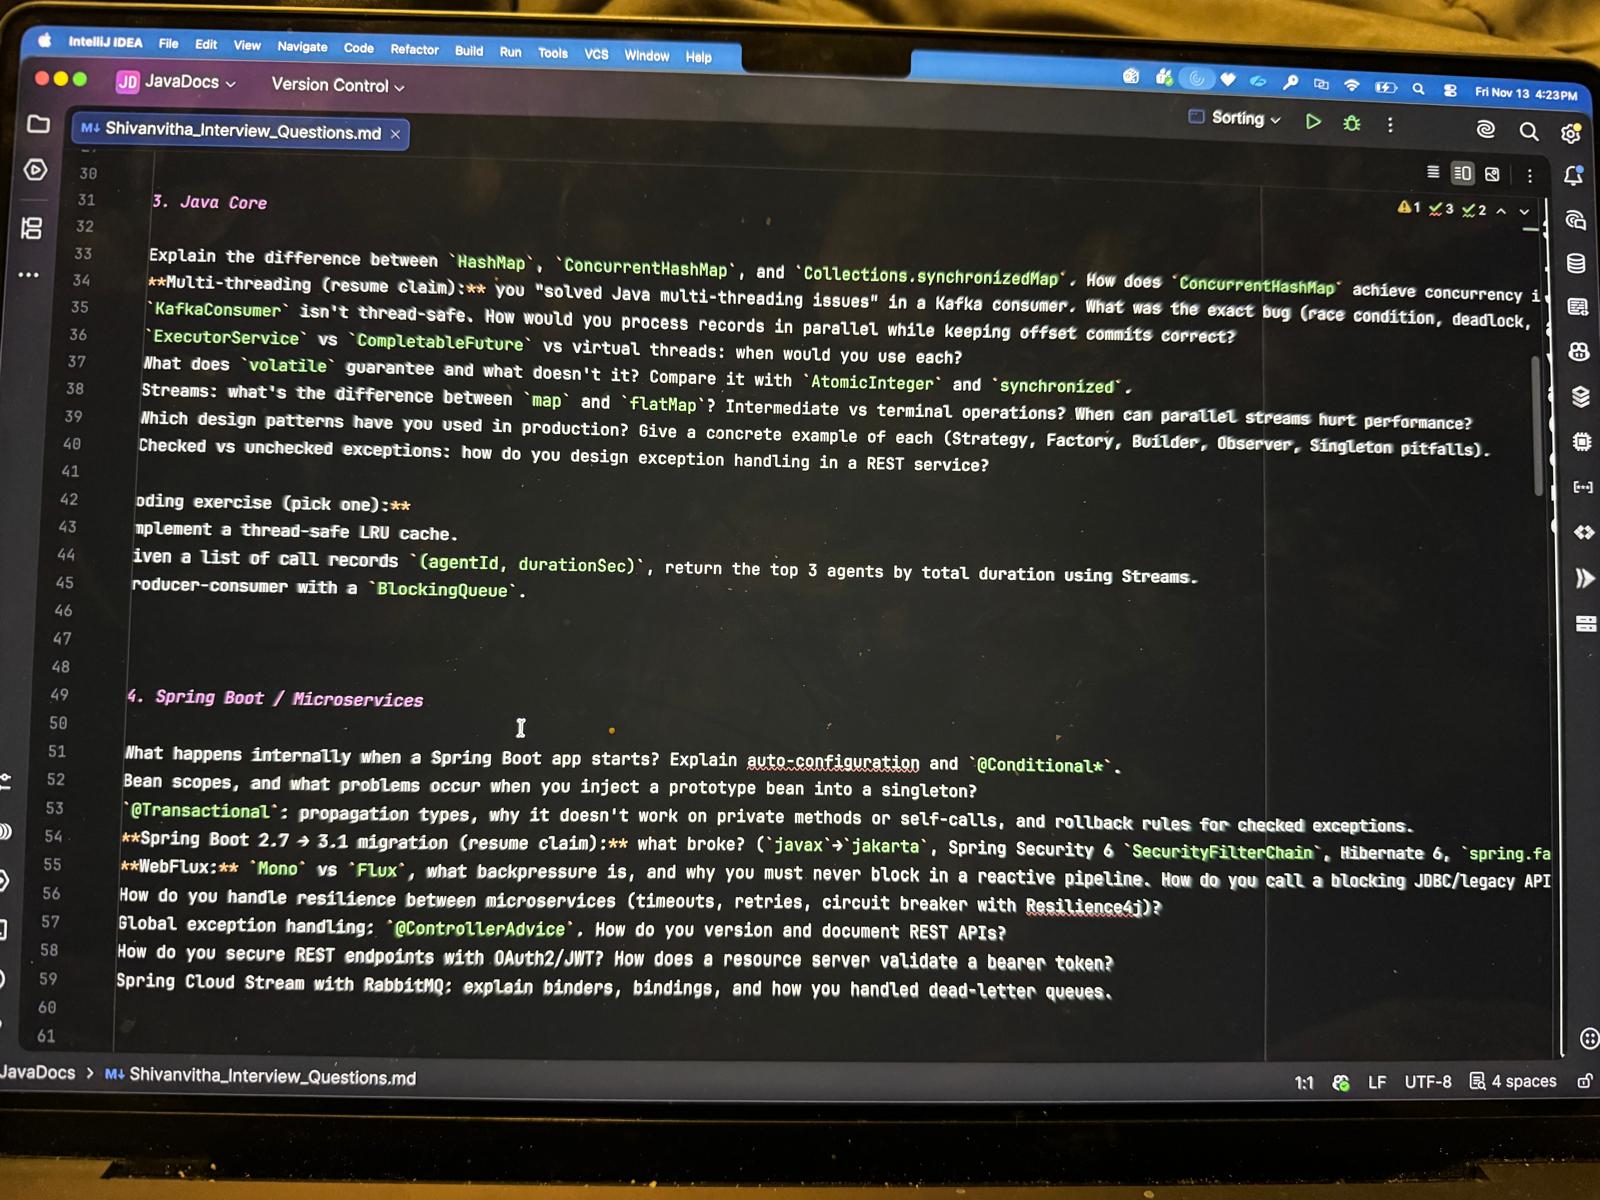 IntelliJ IDEA File Edit View Navigate Code Refactor Build Run Tools VCS Window Help
Fri Nov 13 4:23 PM
JD JavaDocs Version Control
Sorting
M↓ Shivanvitha_Interview_Questions.md ×
1 3 2
30
31 3. Java Core
32
33 Explain the difference between `HashMap`, `ConcurrentHashMap`, and `Collections.synchronizedMap`. How does `ConcurrentHashMap` achieve concurrency i
34 **Multi-threading (resume claim):** you "solved Java multi-threading issues" in a Kafka consumer. What was the exact bug (race condition, deadlock,
35 `KafkaConsumer` isn't thread-safe. How would you process records in parallel while keeping offset commits correct?
36 `ExecutorService` vs `CompletableFuture` vs virtual threads: when would you use each?
37 What does `volatile` guarantee and what doesn't it? Compare it with `AtomicInteger` and `synchronized`.
38 Streams: what's the difference between `map` and `flatMap`? Intermediate vs terminal operations? When can parallel streams hurt performance?
39 Which design patterns have you used in production? Give a concrete example of each (Strategy, Factory, Builder, Observer, Singleton pitfalls).
40 Checked vs unchecked exceptions: how do you design exception handling in a REST service?
41
42 oding exercise (pick one):**
43 mplement a thread-safe LRU cache.
44 iven a list of call records `(agentId, durationSec)`, return the top 3 agents by total duration using Streams.
45 roducer-consumer with a `BlockingQueue`.
46
47
48
49 4. Spring Boot / Microservices
50
51 What happens internally when a Spring Boot app starts? Explain auto-configuration and `@Conditional*`.
52 Bean scopes, and what problems occur when you inject a prototype bean into a singleton?
53 `@Transactional`: propagation types, why it doesn't work on private methods or self-calls, and rollback rules for checked exceptions.
54 **Spring Boot 2.7 → 3.1 migration (resume claim):** what broke? (`javax`→`jakarta`, Spring Security 6 `SecurityFilterChain`, Hibernate 6, `spring.fa
55 **WebFlux:** `Mono` vs `Flux`, what backpressure is, and why you must never block in a reactive pipeline. How do you call a blocking JDBC/legacy API
56 How do you handle resilience between microservices (timeouts, retries, circuit breaker with Resilience4j)?
57 Global exception handling: `@ControllerAdvice`. How do you version and document REST APIs?
58 How do you secure REST endpoints with OAuth2/JWT? How does a resource server validate a bearer token?
59 Spring Cloud Stream with RabbitMQ: explain binders, bindings, and how you handled dead-letter queues.
60
61
JavaDocs > M↓ Shivanvitha_Interview_Questions.md
1:1 LF UTF-8 4 spaces